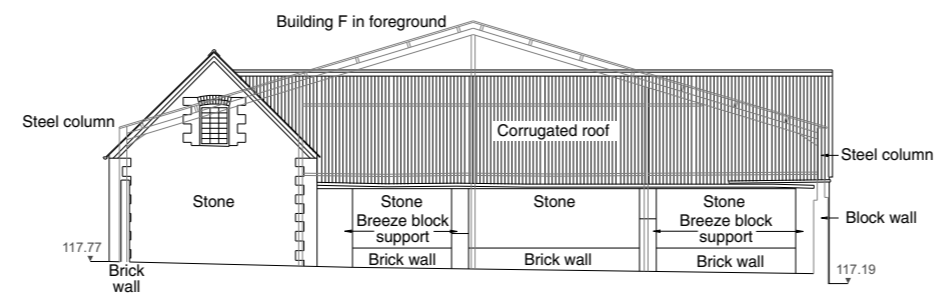 Building F in foreground
Steel column
Corrugated roof
Steel column
Stone
Stone
Breeze block
support
Stone
Stone
Breeze block
support
Block wall
117.77
Brick
wall
Brick wall
Brick wall
Brick wall
117.19